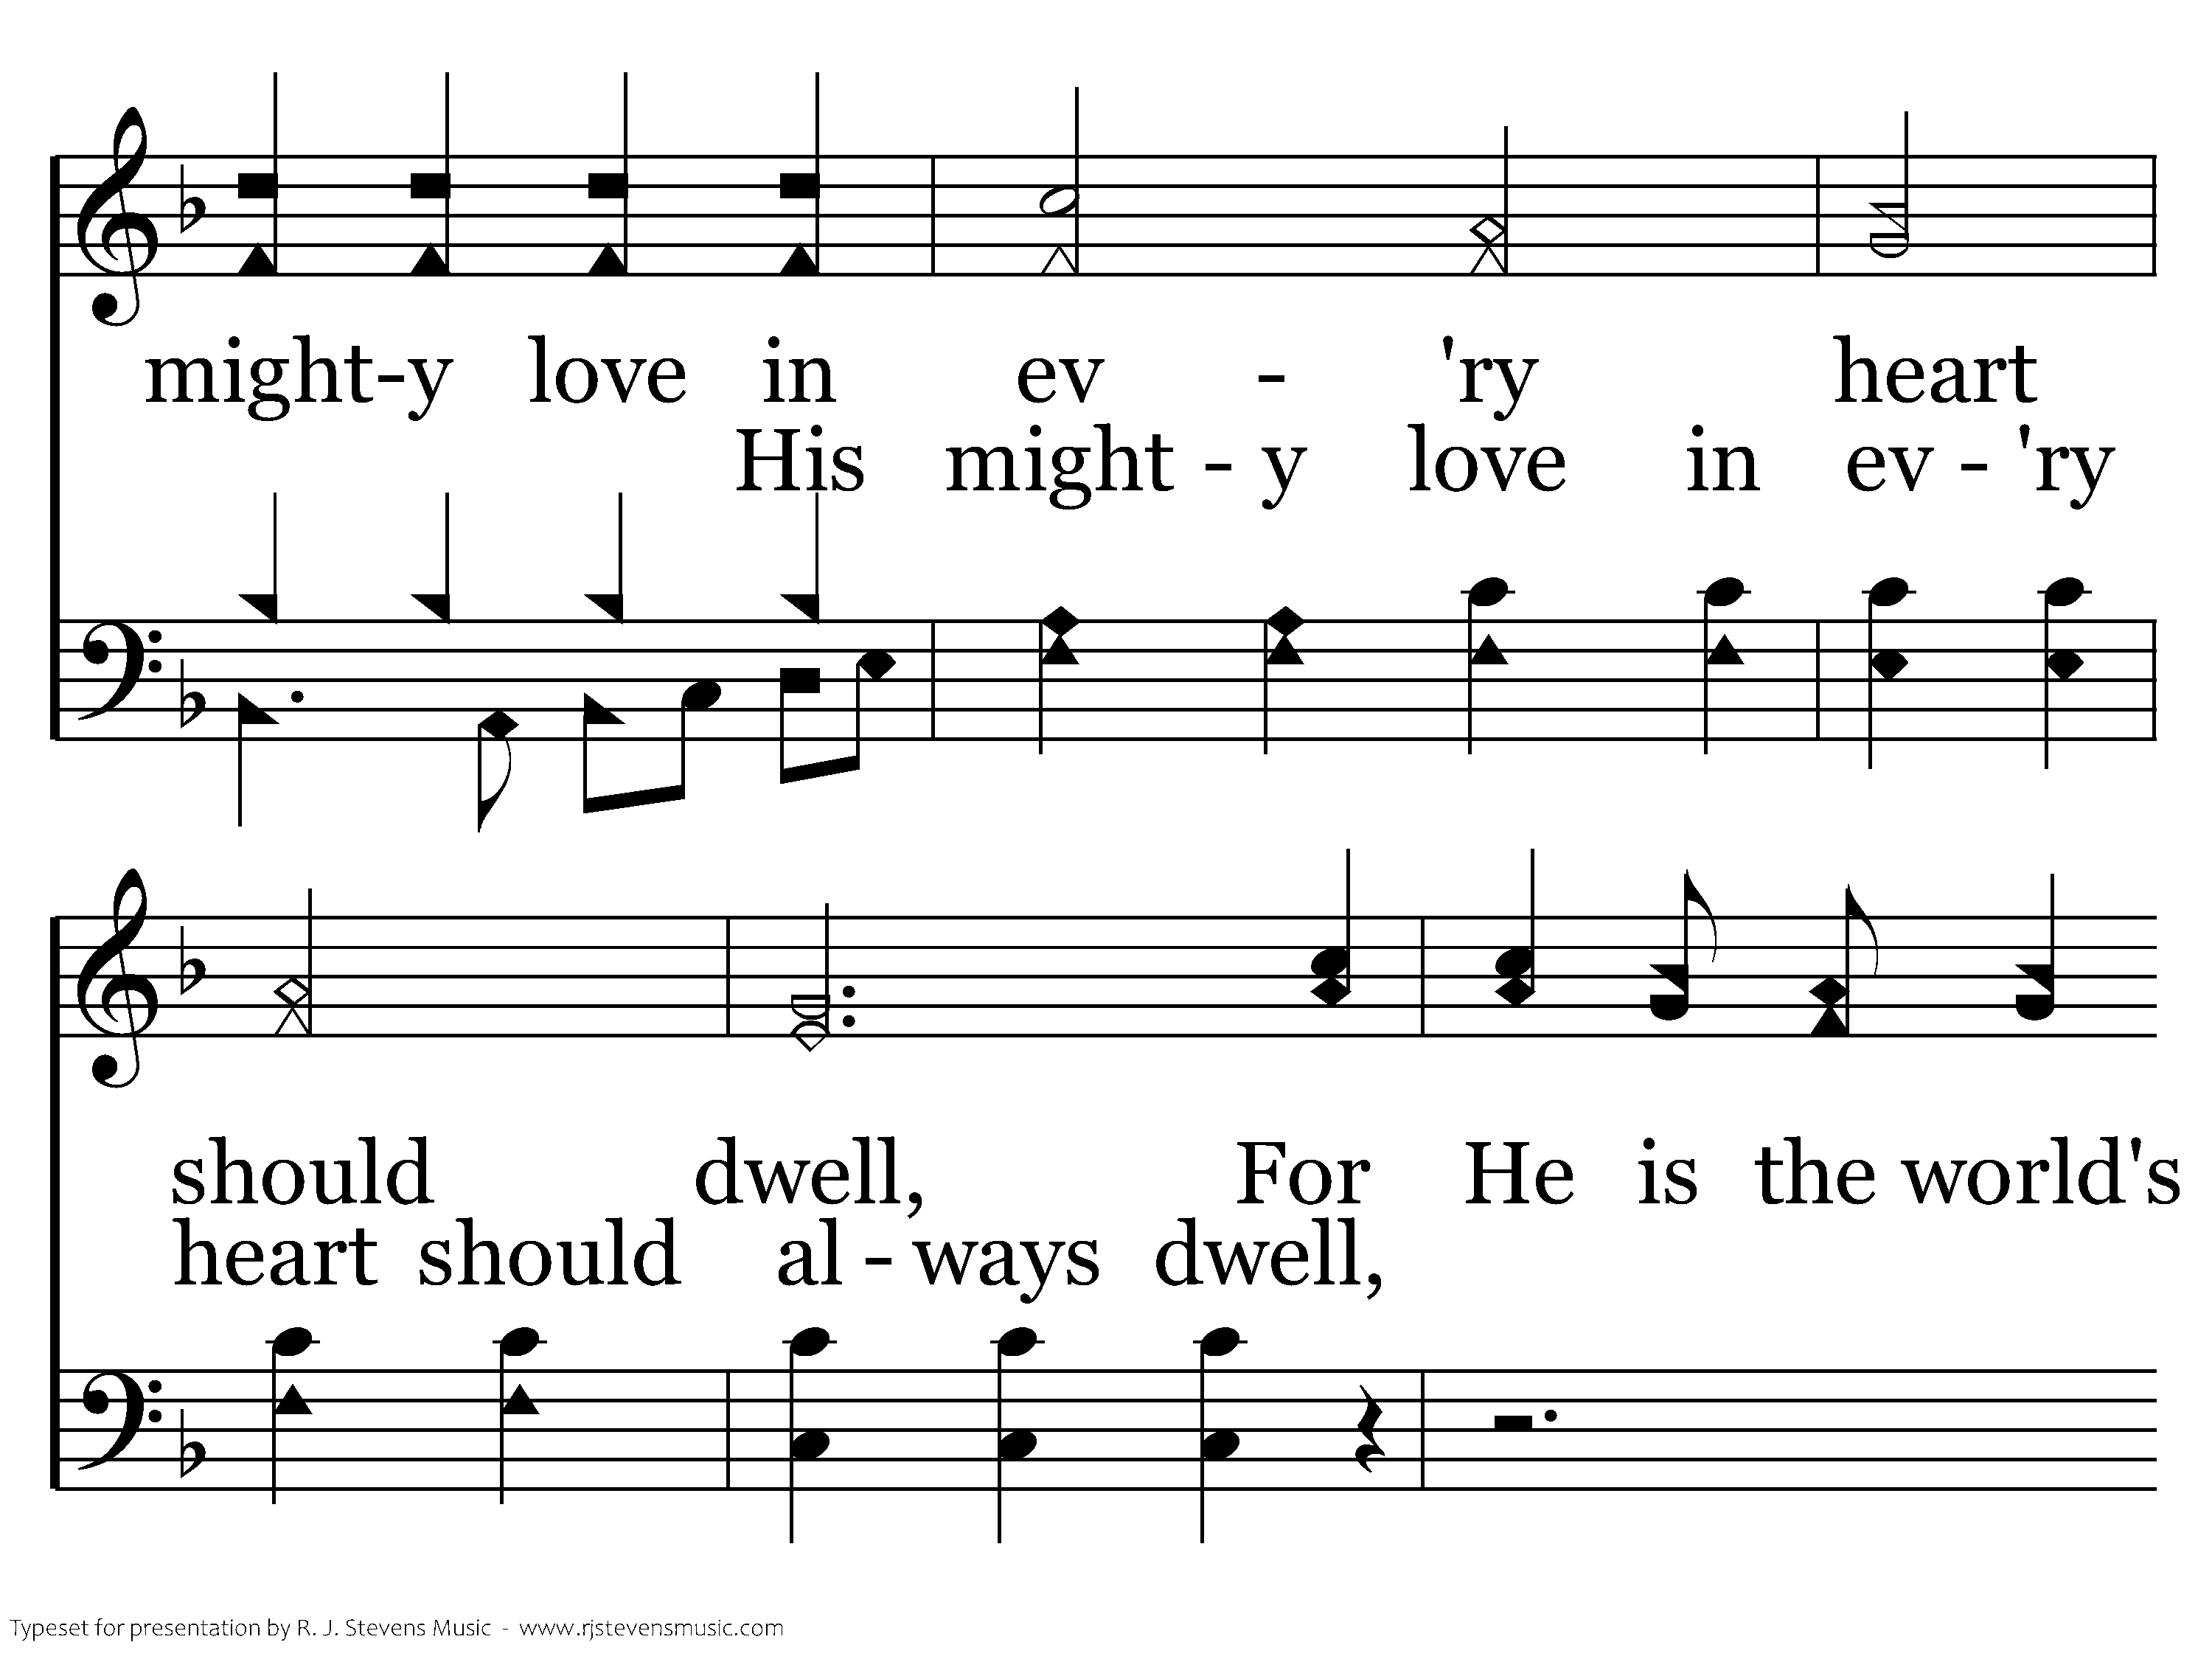 might-y love in ev - 'ry heart
His might - y love in ev - 'ry
should dwell, For He is the world's
heart should al - ways dwell,
Typeset for presentation by R. J. Stevens Music - www.rjstevensmusic.com